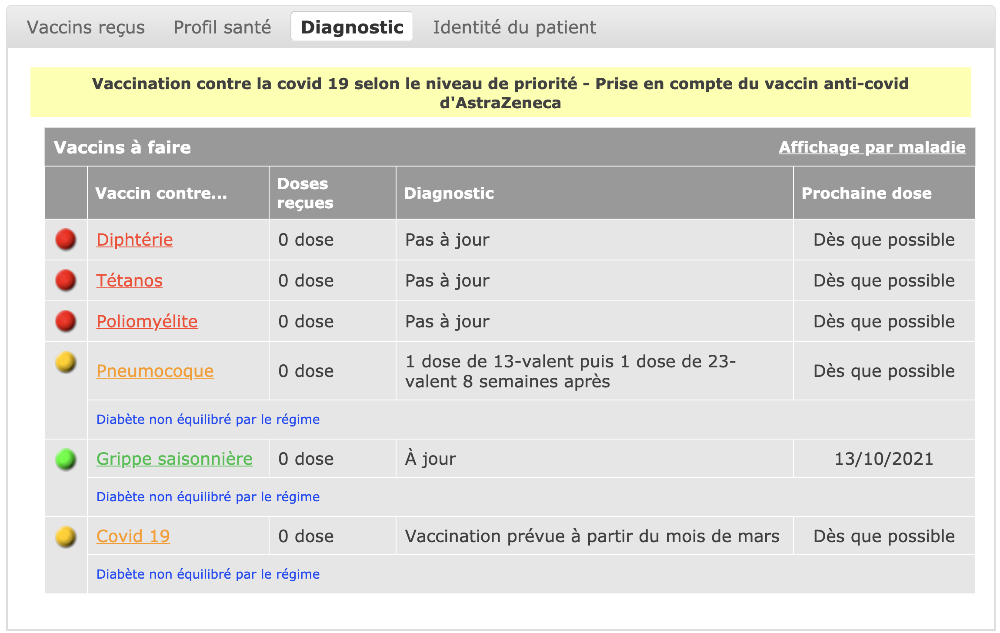 Vaccins reçus Profil santé Diagnostic Identité du patient
Vaccination contre la covid 19 selon le niveau de priorité - Prise en compte du vaccin anti-covid
d'AstraZeneca
Vaccins à faire Affichage par maladie
Vaccin contre... Doses reçues Diagnostic Prochaine dose
Diphtérie 0 dose Pas à jour Dès que possible
Tétanos 0 dose Pas à jour Dès que possible
Poliomyélite 0 dose Pas à jour Dès que possible
Pneumocoque 0 dose 1 dose de 13-valent puis 1 dose de 23-
valent 8 semaines après Dès que possible
Diabète non équilibré par le régime
Grippe saisonnière 0 dose À jour 13/10/2021
Diabète non équilibré par le régime
Covid 19 0 dose Vaccination prévue à partir du mois de mars Dès que possible
Diabète non équilibré par le régime